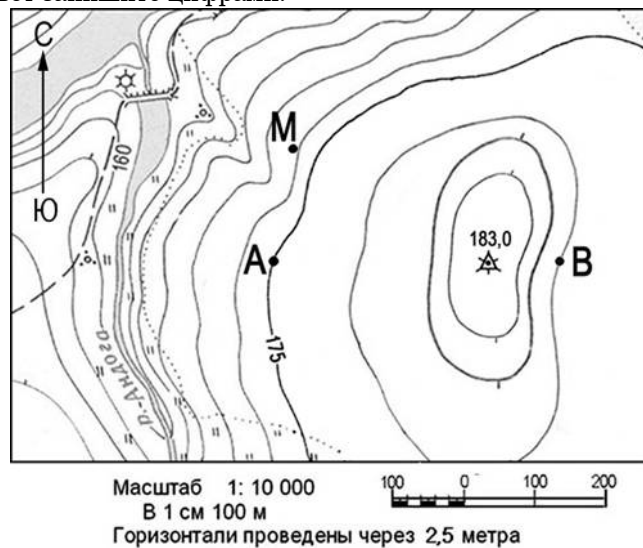 С
М
Ю
160
183,0
А
В
175
р. Андога
Масштаб 1: 10 000
100 0 100 200
В 1 см 100 м
Горизонтали проведены через 2,5 метра